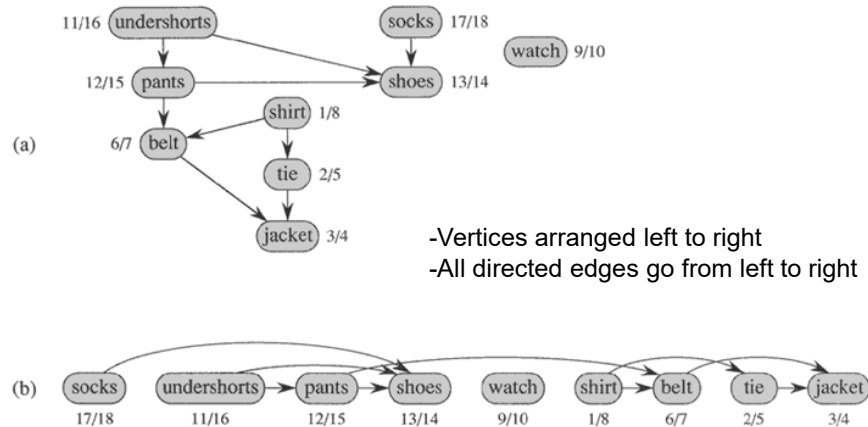 11/16 undershorts socks 17/18
watch 9/10
12/15 pants shoes 13/14
shirt 1/8
(a) 6/7 belt
tie 2/5
jacket 3/4
-Vertices arranged left to right
-All directed edges go from left to right
(b) socks undershorts pants shoes watch shirt belt tie jacket
17/18 11/16 12/15 13/14 9/10 1/8 6/7 2/5 3/4